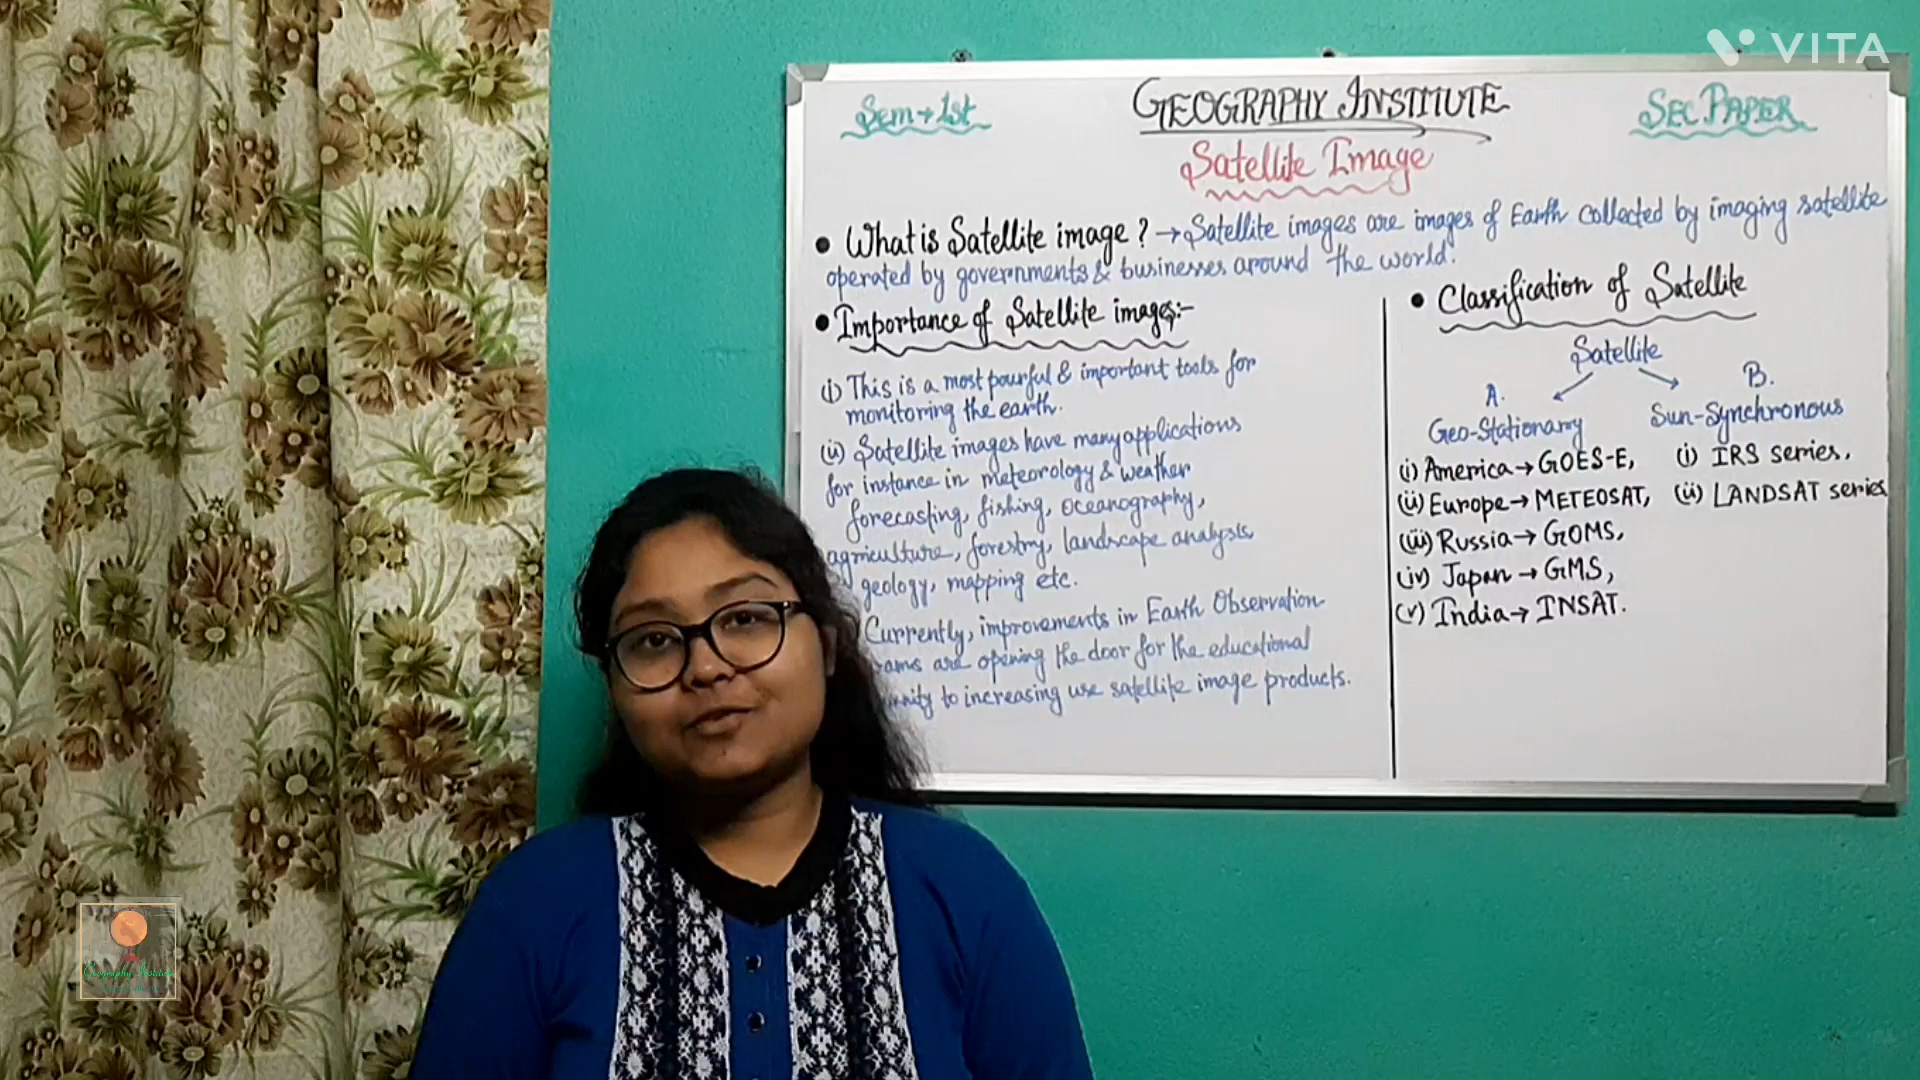 VITA
Sem→1st
GEOGRAPHY INSTITUTE
SEC PAPER
Satellite Image
• What is Satellite image? → Satellite images are images of Earth collected by imaging satellite
operated by governments & businesses around the world.
• Importance of Satellite images:-
(i) This is a most pourful & important tools for
monitoring the earth.
(ii) Satellite images have many applications
for instance in meteorology & weather
forecasting, fishing, oceanography,
agriculture, forestry, landscape analysis
geology, mapping etc.
Currently, improvements in Earth Observation
are opening the door for the educational
to increasing use satellite image products.
• Classification of Satellite
Satellite
A.
B.
Geo-Stationary
Sun-Synchronous
(i) America→GOES-E,
(ii) Europe→METEOSAT,
(iii) Russia→GOMS,
(iv) Japan→GMS,
(v) India→INSAT.
(i) IRS series,
(ii) LANDSAT series
Geography Institute